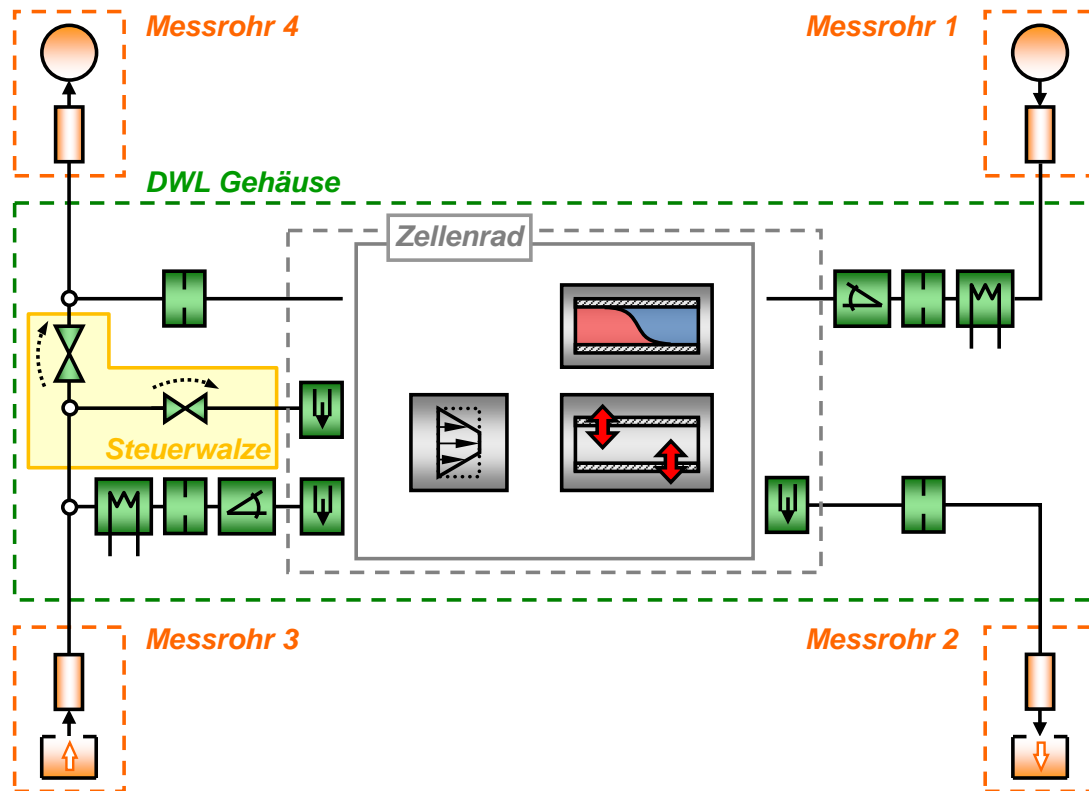 Messrohr 4
Messrohr 1
DWL Gehäuse
Zellenrad
Steuerwalze
Messrohr 3
Messrohr 2